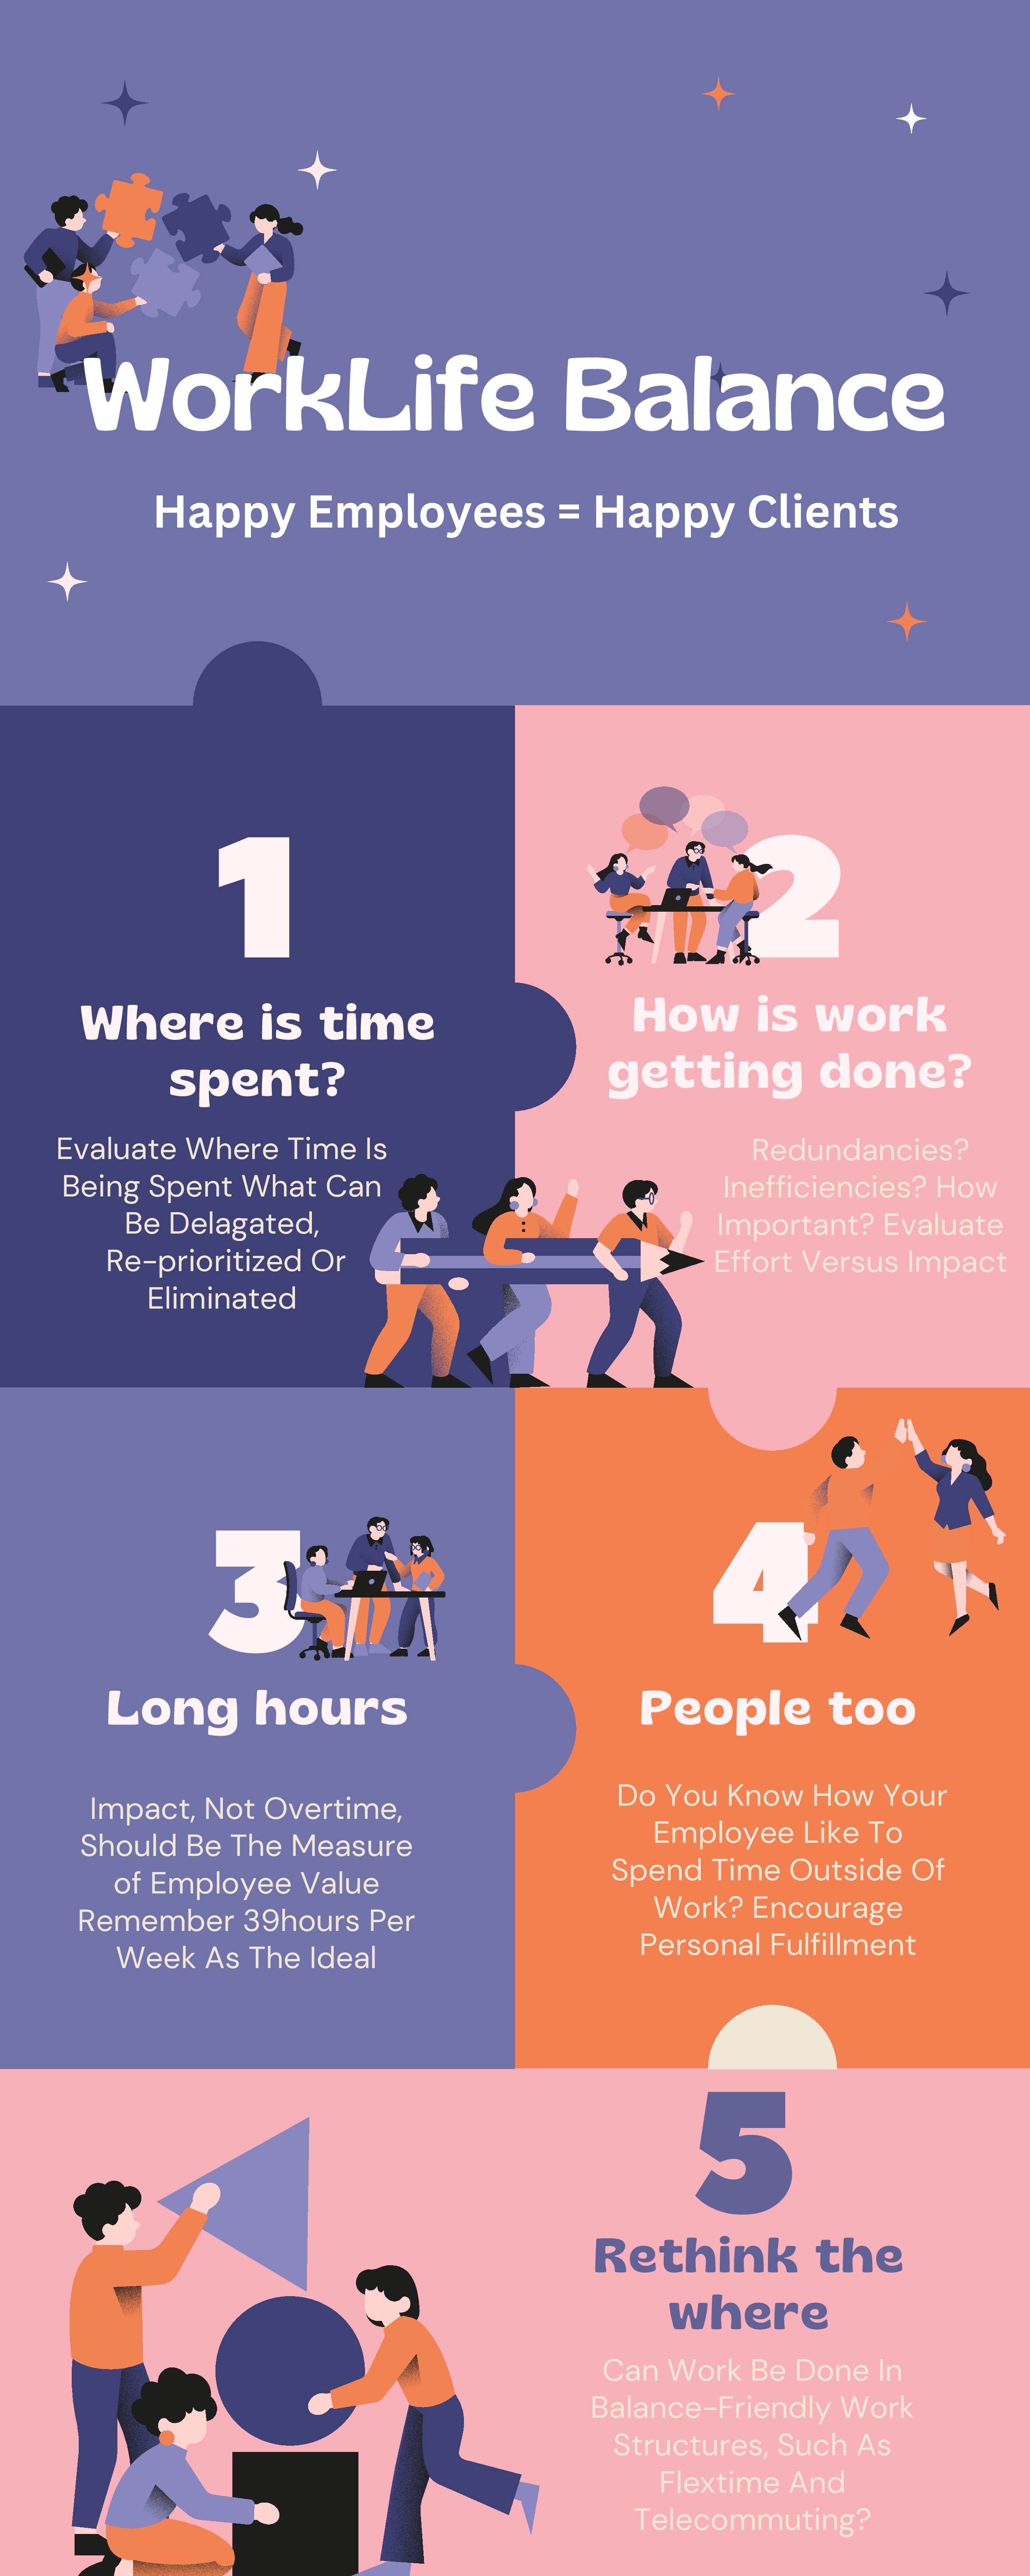 WorkLife Balance
Happy Employees = Happy Clients
1
Where is time
spent?
Evaluate Where Time Is
Being Spent What Can
Be Delagated,
Re-prioritized Or
Eliminated
2
How is work
getting done?
Redundancies?
Inefficiencies? How
Important? Evaluate
Effort Versus Impact
3
Long hours
Impact, Not Overtime,
Should Be The Measure
of Employee Value
Remember 39hours Per
Week As The Ideal
4
People too
Do You Know How Your
Employee Like To
Spend Time Outside Of
Work? Encourage
Personal Fulfillment
5
Rethink the
where
Can Work Be Done In
Balance-Friendly Work
Structures, Such As
Flextime And
Telecommuting?